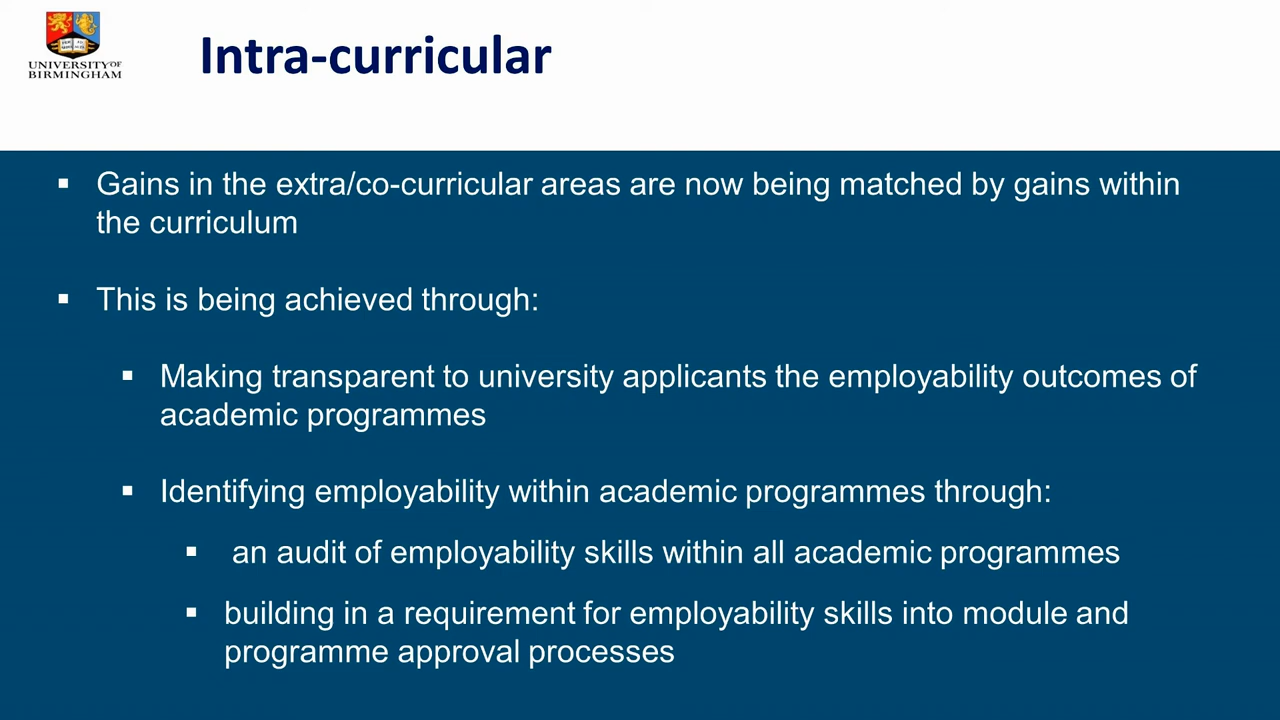 UNIVERSITY OF
BIRMINGHAM
Intra-curricular
▪ Gains in the extra/co-curricular areas are now being matched by gains within
the curriculum
▪ This is being achieved through:
▪ Making transparent to university applicants the employability outcomes of
academic programmes
▪ Identifying employability within academic programmes through:
▪ an audit of employability skills within all academic programmes
▪ building in a requirement for employability skills into module and
programme approval processes